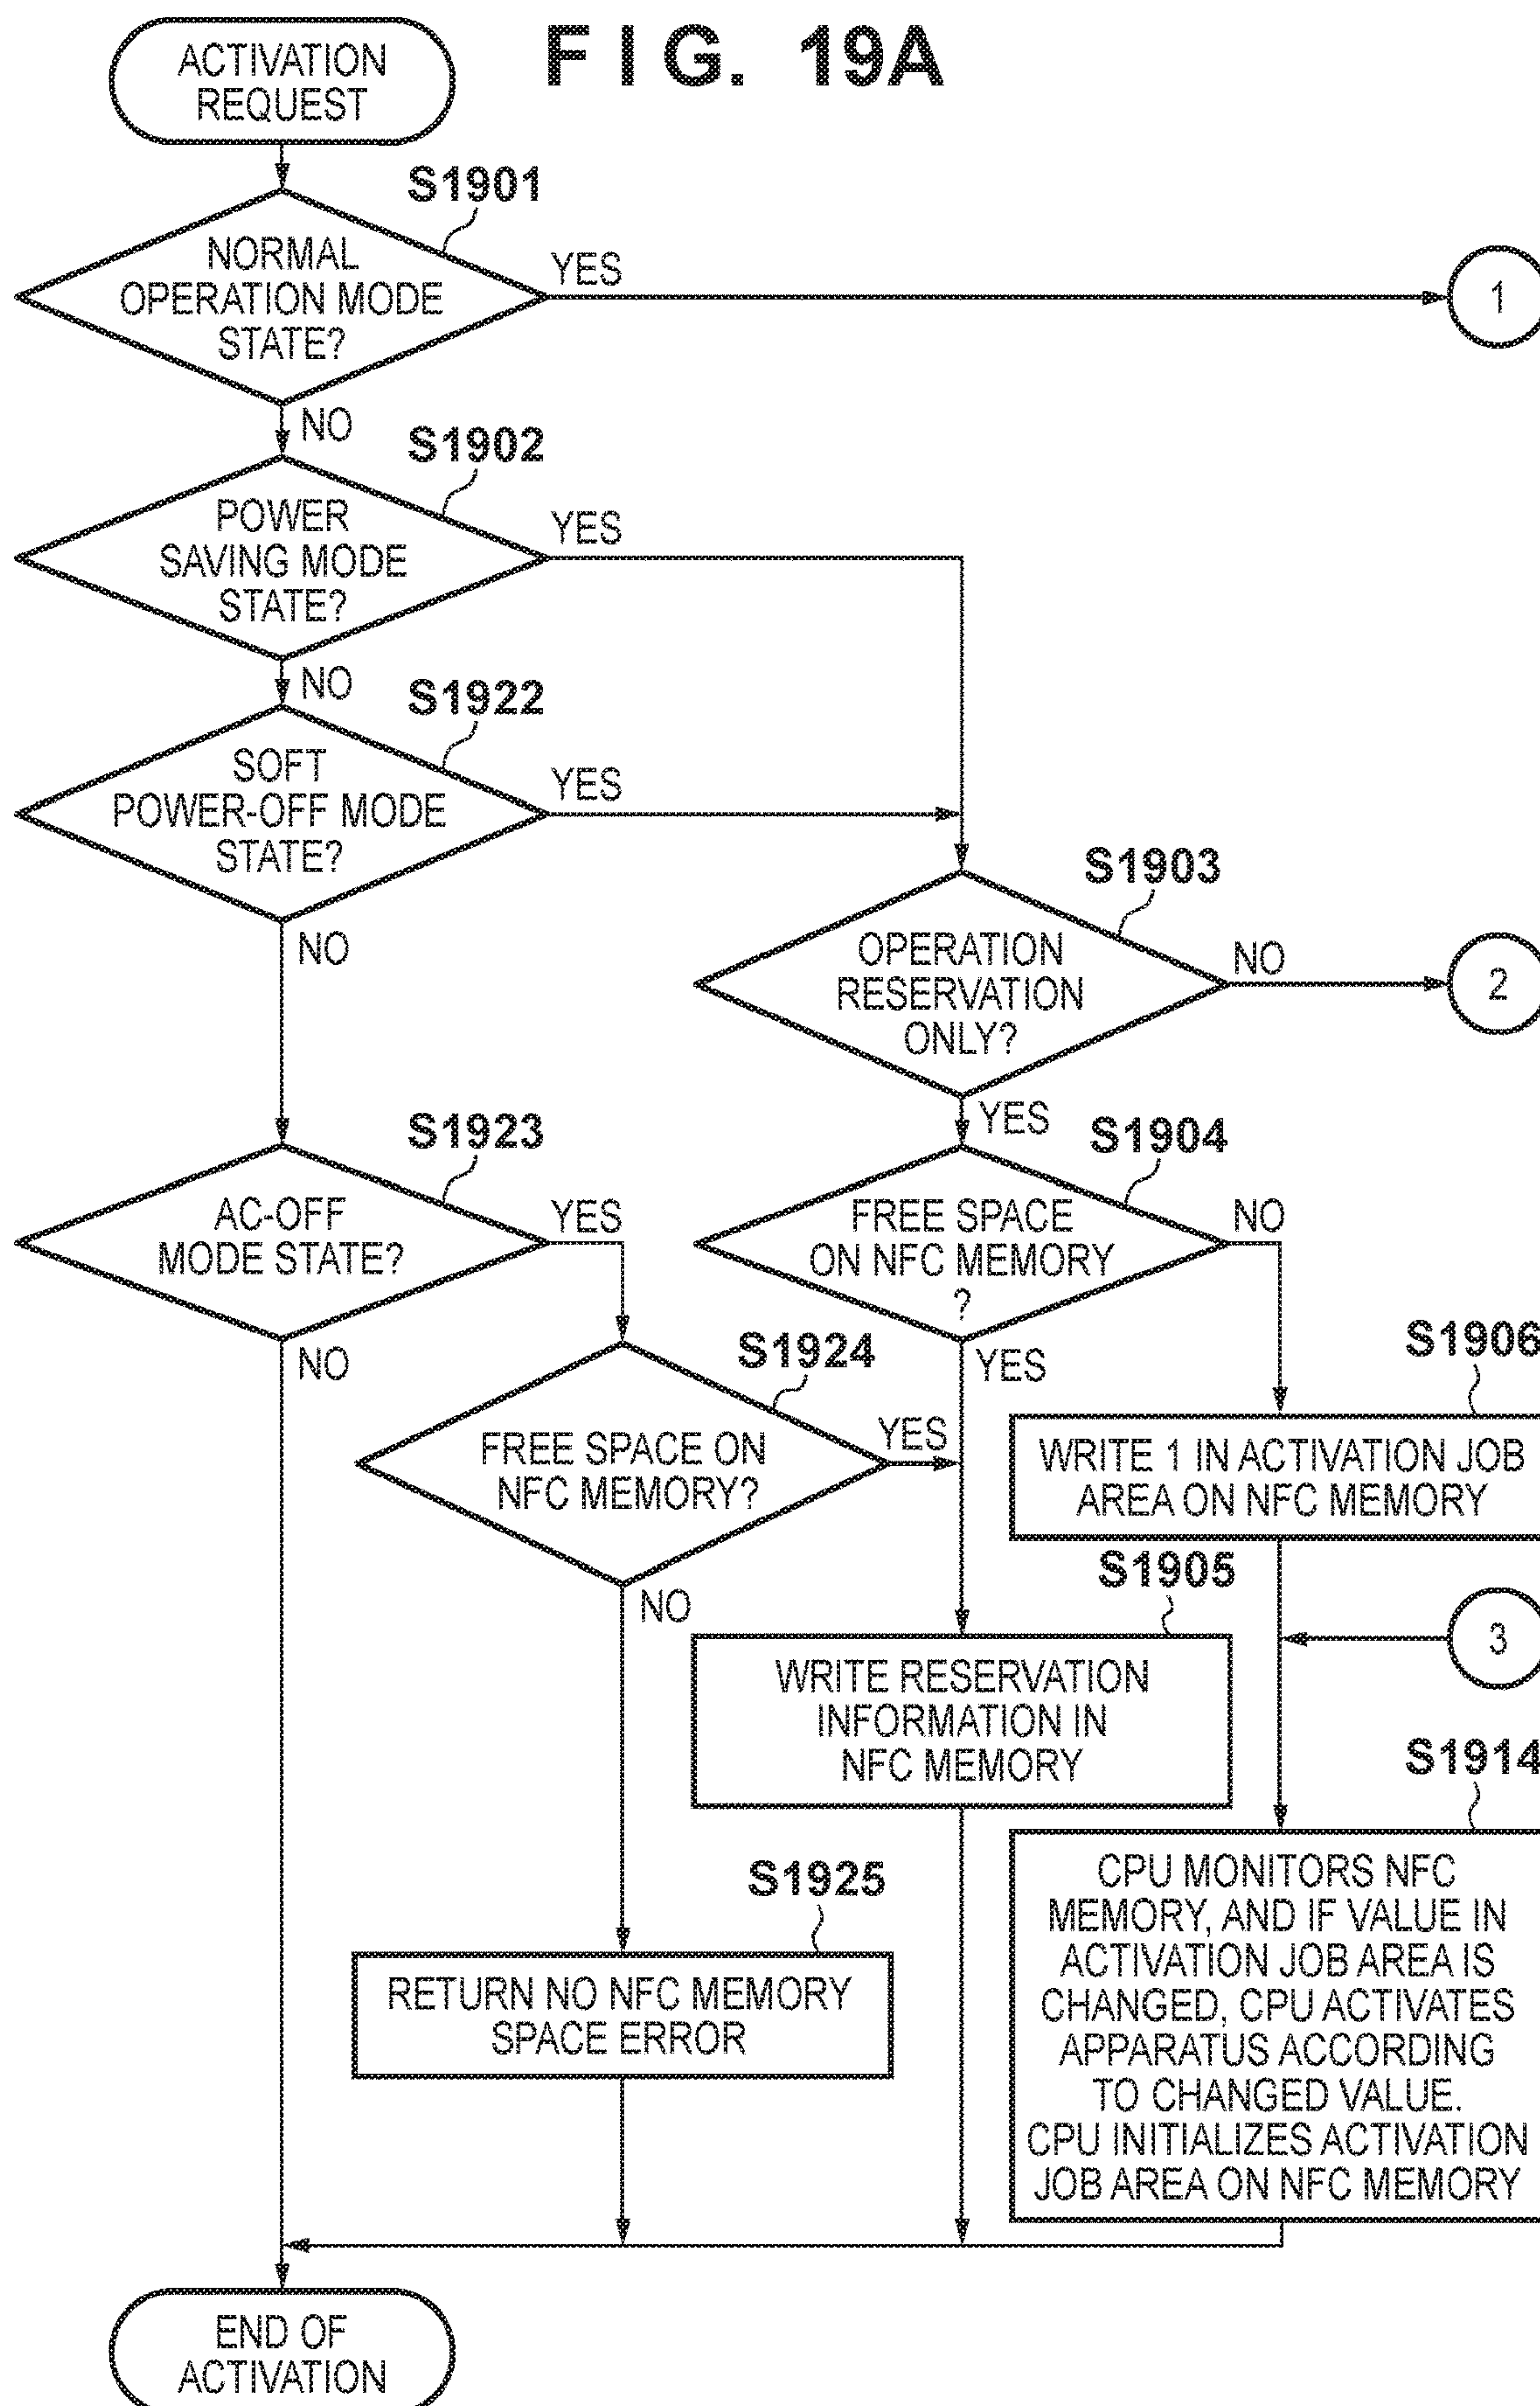 FIG. 19A
ACTIVATION
REQUEST
S1901
NORMAL
OPERATION MODE
STATE?
YES
1
NO
S1902
POWER
SAVING MODE
STATE?
YES
NO
S1922
SOFT
POWER-OFF MODE
STATE?
YES
NO
S1903
OPERATION
RESERVATION
ONLY?
NO
2
YES
S1923
AC-OFF
MODE STATE?
YES
NO
S1904
FREE SPACE
ON NFC MEMORY
?
NO
YES
S1924
FREE SPACE ON
NFC MEMORY?
YES
NO
S1906
WRITE 1 IN ACTIVATION JOB
AREA ON NFC MEMORY
S1905
WRITE RESERVATION
INFORMATION IN
NFC MEMORY
3
S1914
CPU MONITORS NFC
MEMORY, AND IF VALUE IN
ACTIVATION JOB AREA IS
CHANGED, CPU ACTIVATES
APPARATUS ACCORDING
TO CHANGED VALUE.
CPU INITIALIZES ACTIVATION
JOB AREA ON NFC MEMORY
S1925
RETURN NO NFC MEMORY
SPACE ERROR
END OF
ACTIVATION